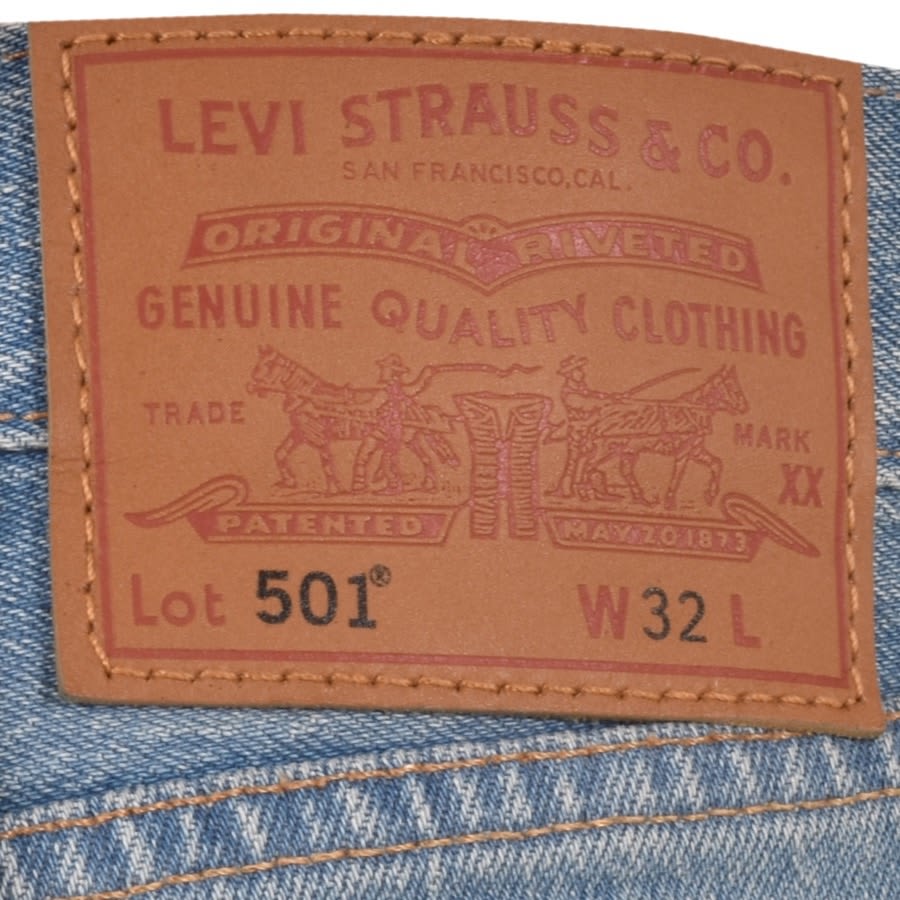 LEVI STRAUSS & CO.
SAN FRANCISCO, CAL.
ORIGINAL RIVETED
GENUINE QUALITY CLOTHING
TRADE MARK
XX
PATENTED MAY 20 1873
Lot 501® W 32 L